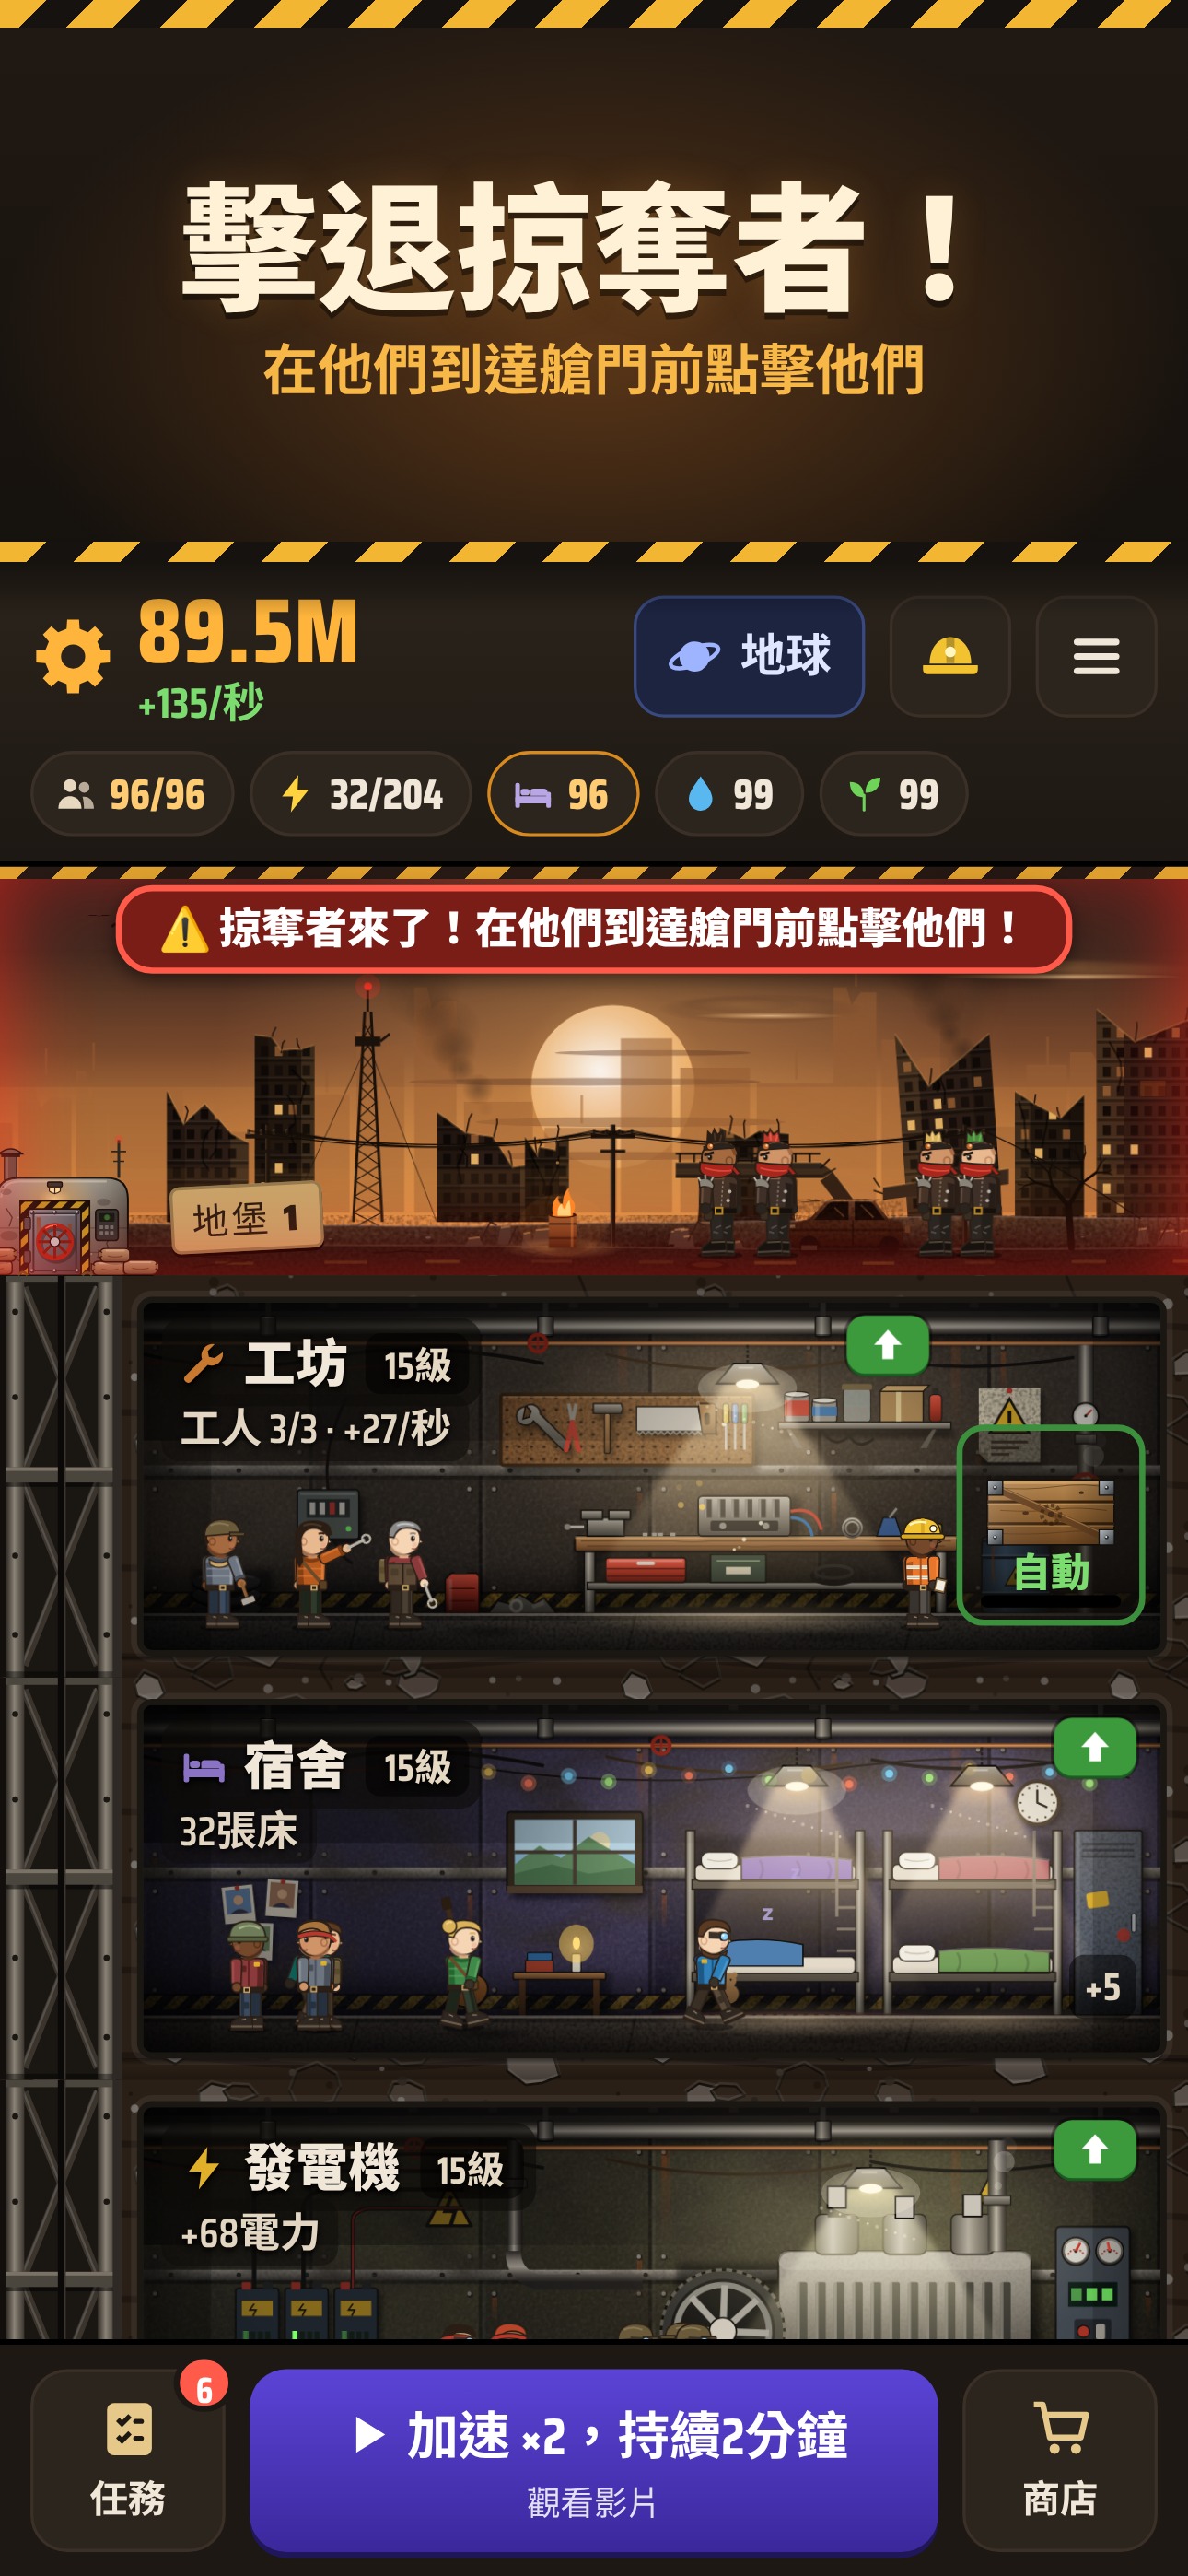 擊退掠奪者！
在他們到達艙門前點擊他們
89.5M
+135/秒
地球
96/96
32/204
96
99
99
⚠️ 掠奪者來了！在他們到達艙門前點擊他們！
地堡 1
工坊 15級
工人 3/3 · +27/秒
自動
宿舍 15級
32張床
z
+5
發電機 15級
+68電力
6
任務
▶ 加速 ×2，持續2分鐘
觀看影片
商店